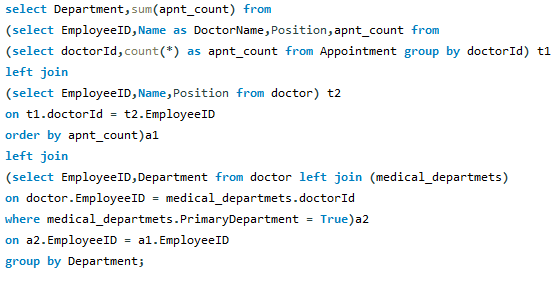 select Department,sum(apnt_count) from
(select EmployeeID,Name as DoctorName,Position,apnt_count from
(select doctorId,count(*) as apnt_count from Appointment group by doctorId) t1
left join
(select EmployeeID,Name,Position from doctor) t2
on t1.doctorId = t2.EmployeeID
order by apnt_count)a1
left join
(select EmployeeID,Department from doctor left join (medical_departmets)
on doctor.EmployeeID = medical_departmets.doctorId
where medical_departmets.PrimaryDepartment = True)a2
on a2.EmployeeID = a1.EmployeeID
group by Department;